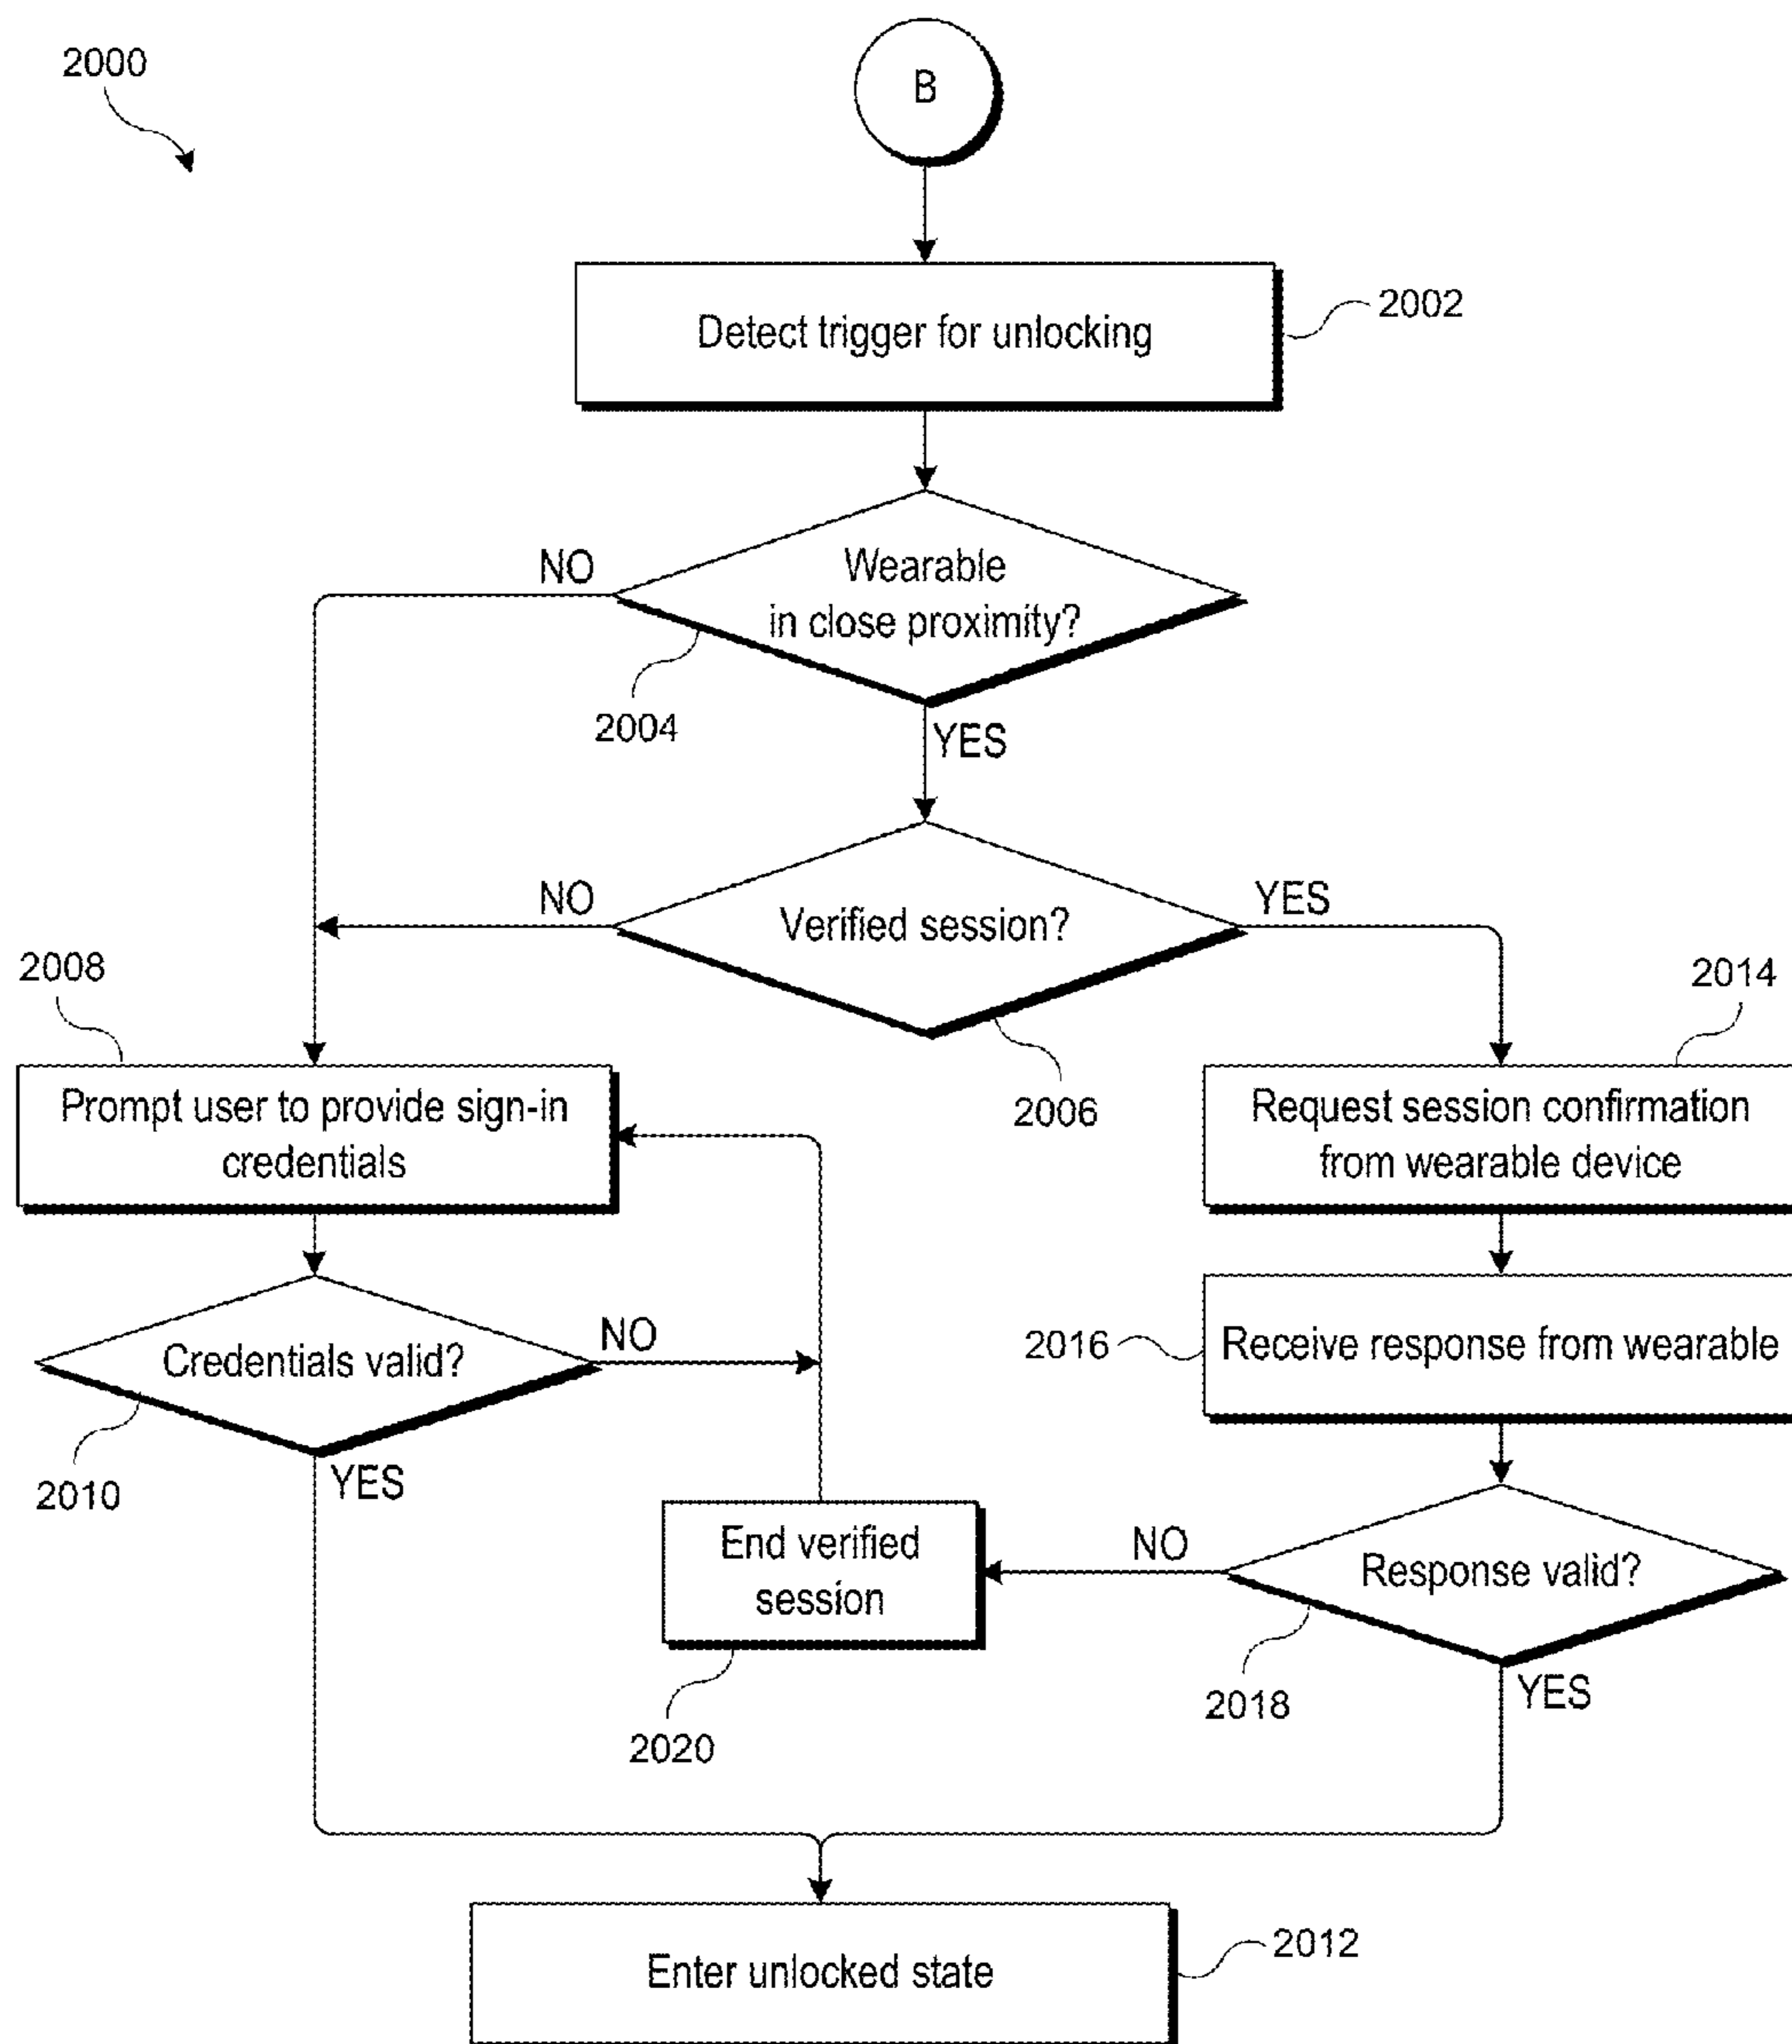 2000
B
Detect trigger for unlocking
2002
Wearable
in close proximity?
NO
2004
YES
Verified session?
NO
YES
2006
2008
Prompt user to provide sign-in
credentials
2014
Request session confirmation
from wearable device
Credentials valid?
NO
2010
YES
2016
Receive response from wearable
End verified
session
2020
NO
Response valid?
2018
YES
Enter unlocked state
2012